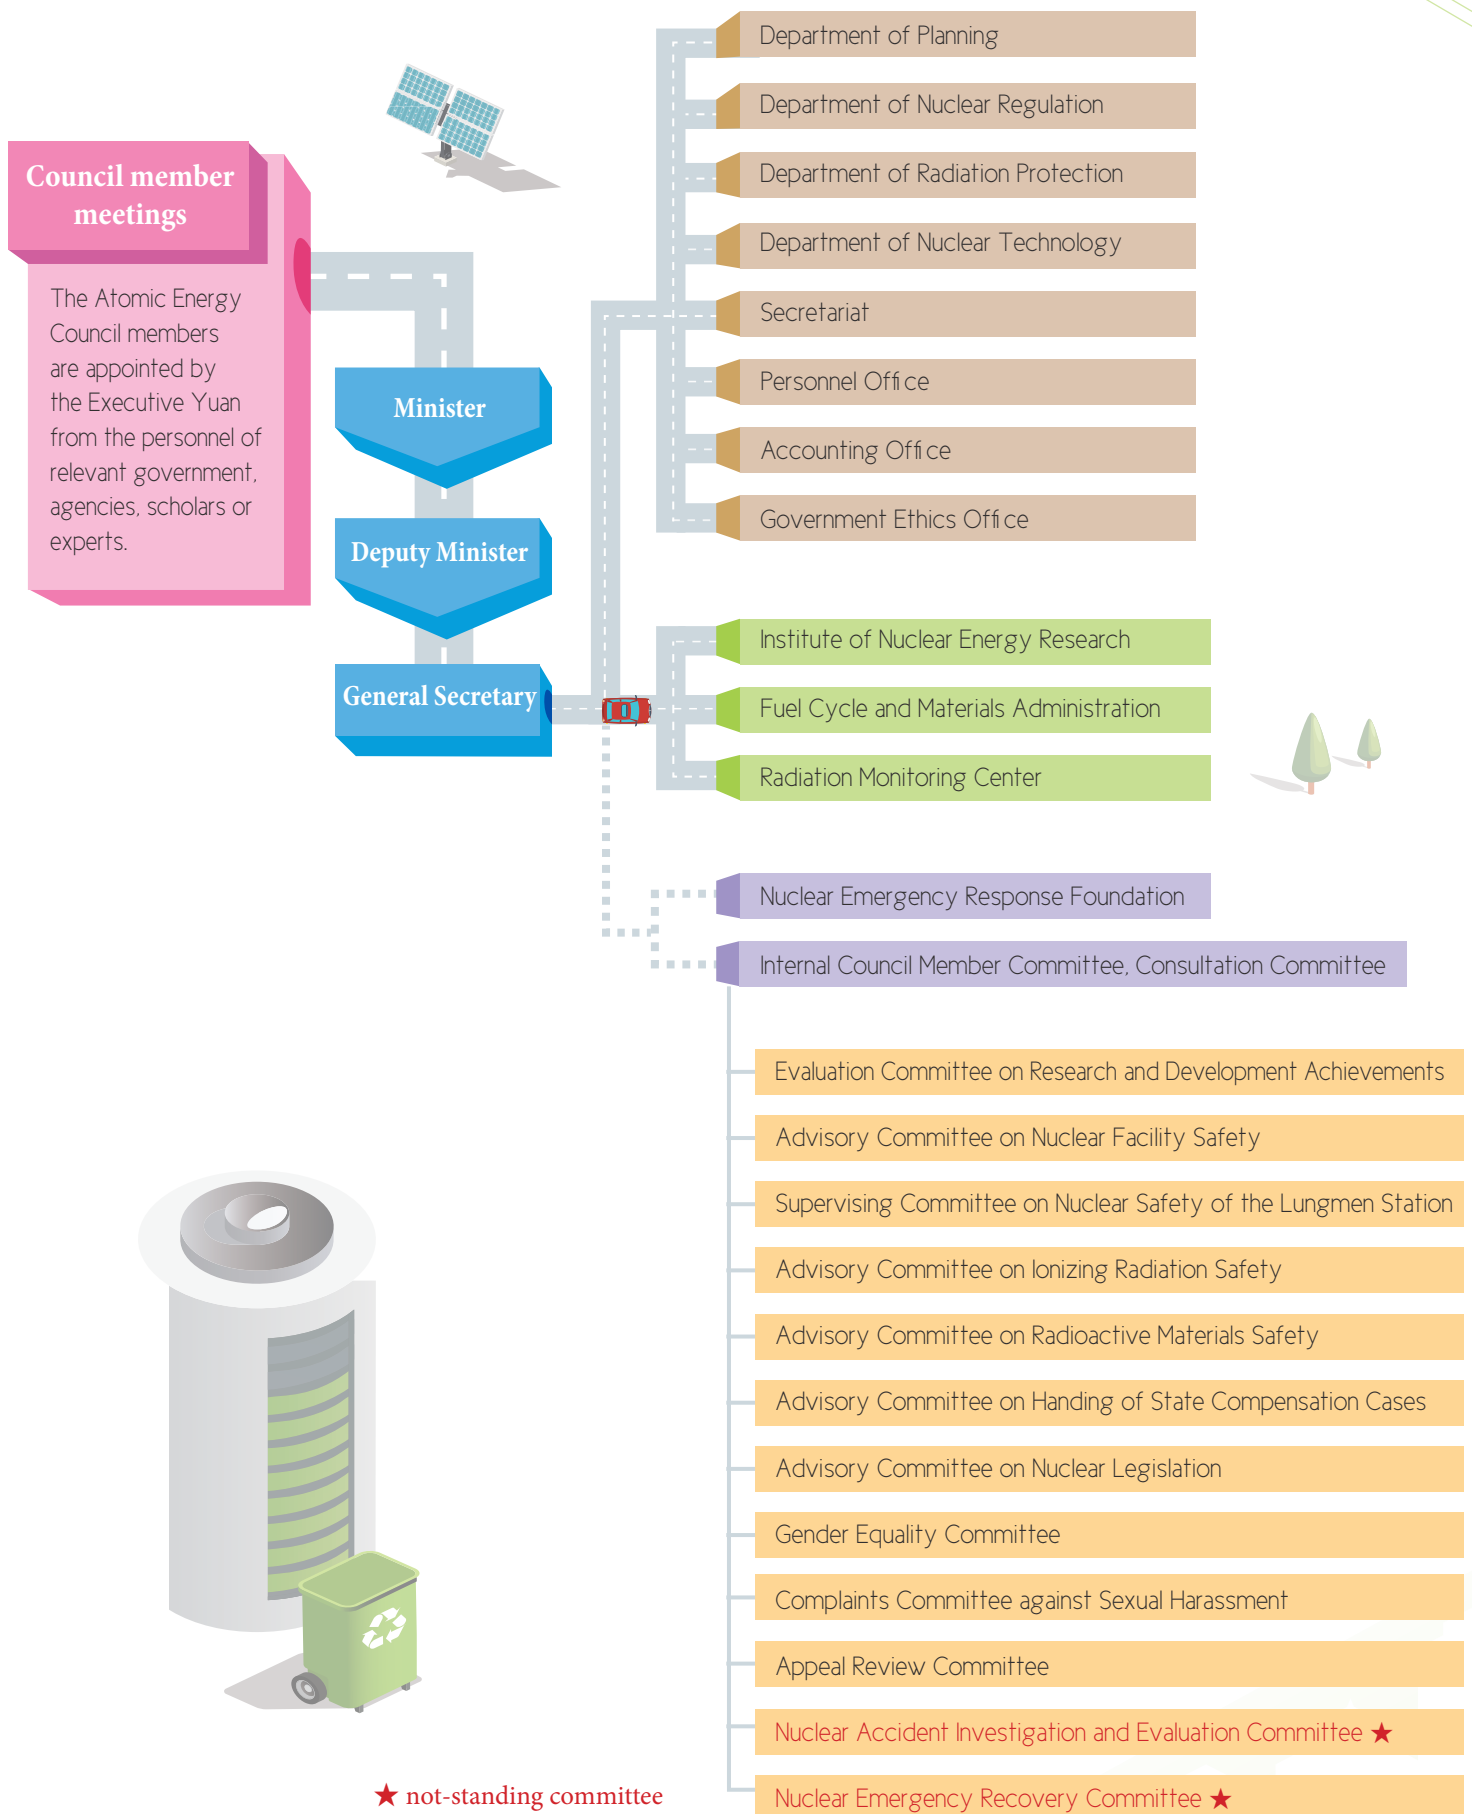 Council member
meetings
The Atomic Energy
Council members
are appointed by
the Executive Yuan
from the personnel of
relevant government,
agencies, scholars or
experts.
Minister
Deputy Minister
General Secretary
Department of Planning
Department of Nuclear Regulation
Department of Radiation Protection
Department of Nuclear Technology
Secretariat
Personnel Office
Accounting Office
Government Ethics Office
Institute of Nuclear Energy Research
Fuel Cycle and Materials Administration
Radiation Monitoring Center
Nuclear Emergency Response Foundation
Internal Council Member Committee, Consultation Committee
Evaluation Committee on Research and Development Achievements
Advisory Committee on Nuclear Facility Safety
Supervising Committee on Nuclear Safety of the Lungmen Station
Advisory Committee on Ionizing Radiation Safety
Advisory Committee on Radioactive Materials Safety
Advisory Committee on Handing of State Compensation Cases
Advisory Committee on Nuclear Legislation
Gender Equality Committee
Complaints Committee against Sexual Harassment
Appeal Review Committee
Nuclear Accident Investigation and Evaluation Committee ★
Nuclear Emergency Recovery Committee ★
★ not-standing committee